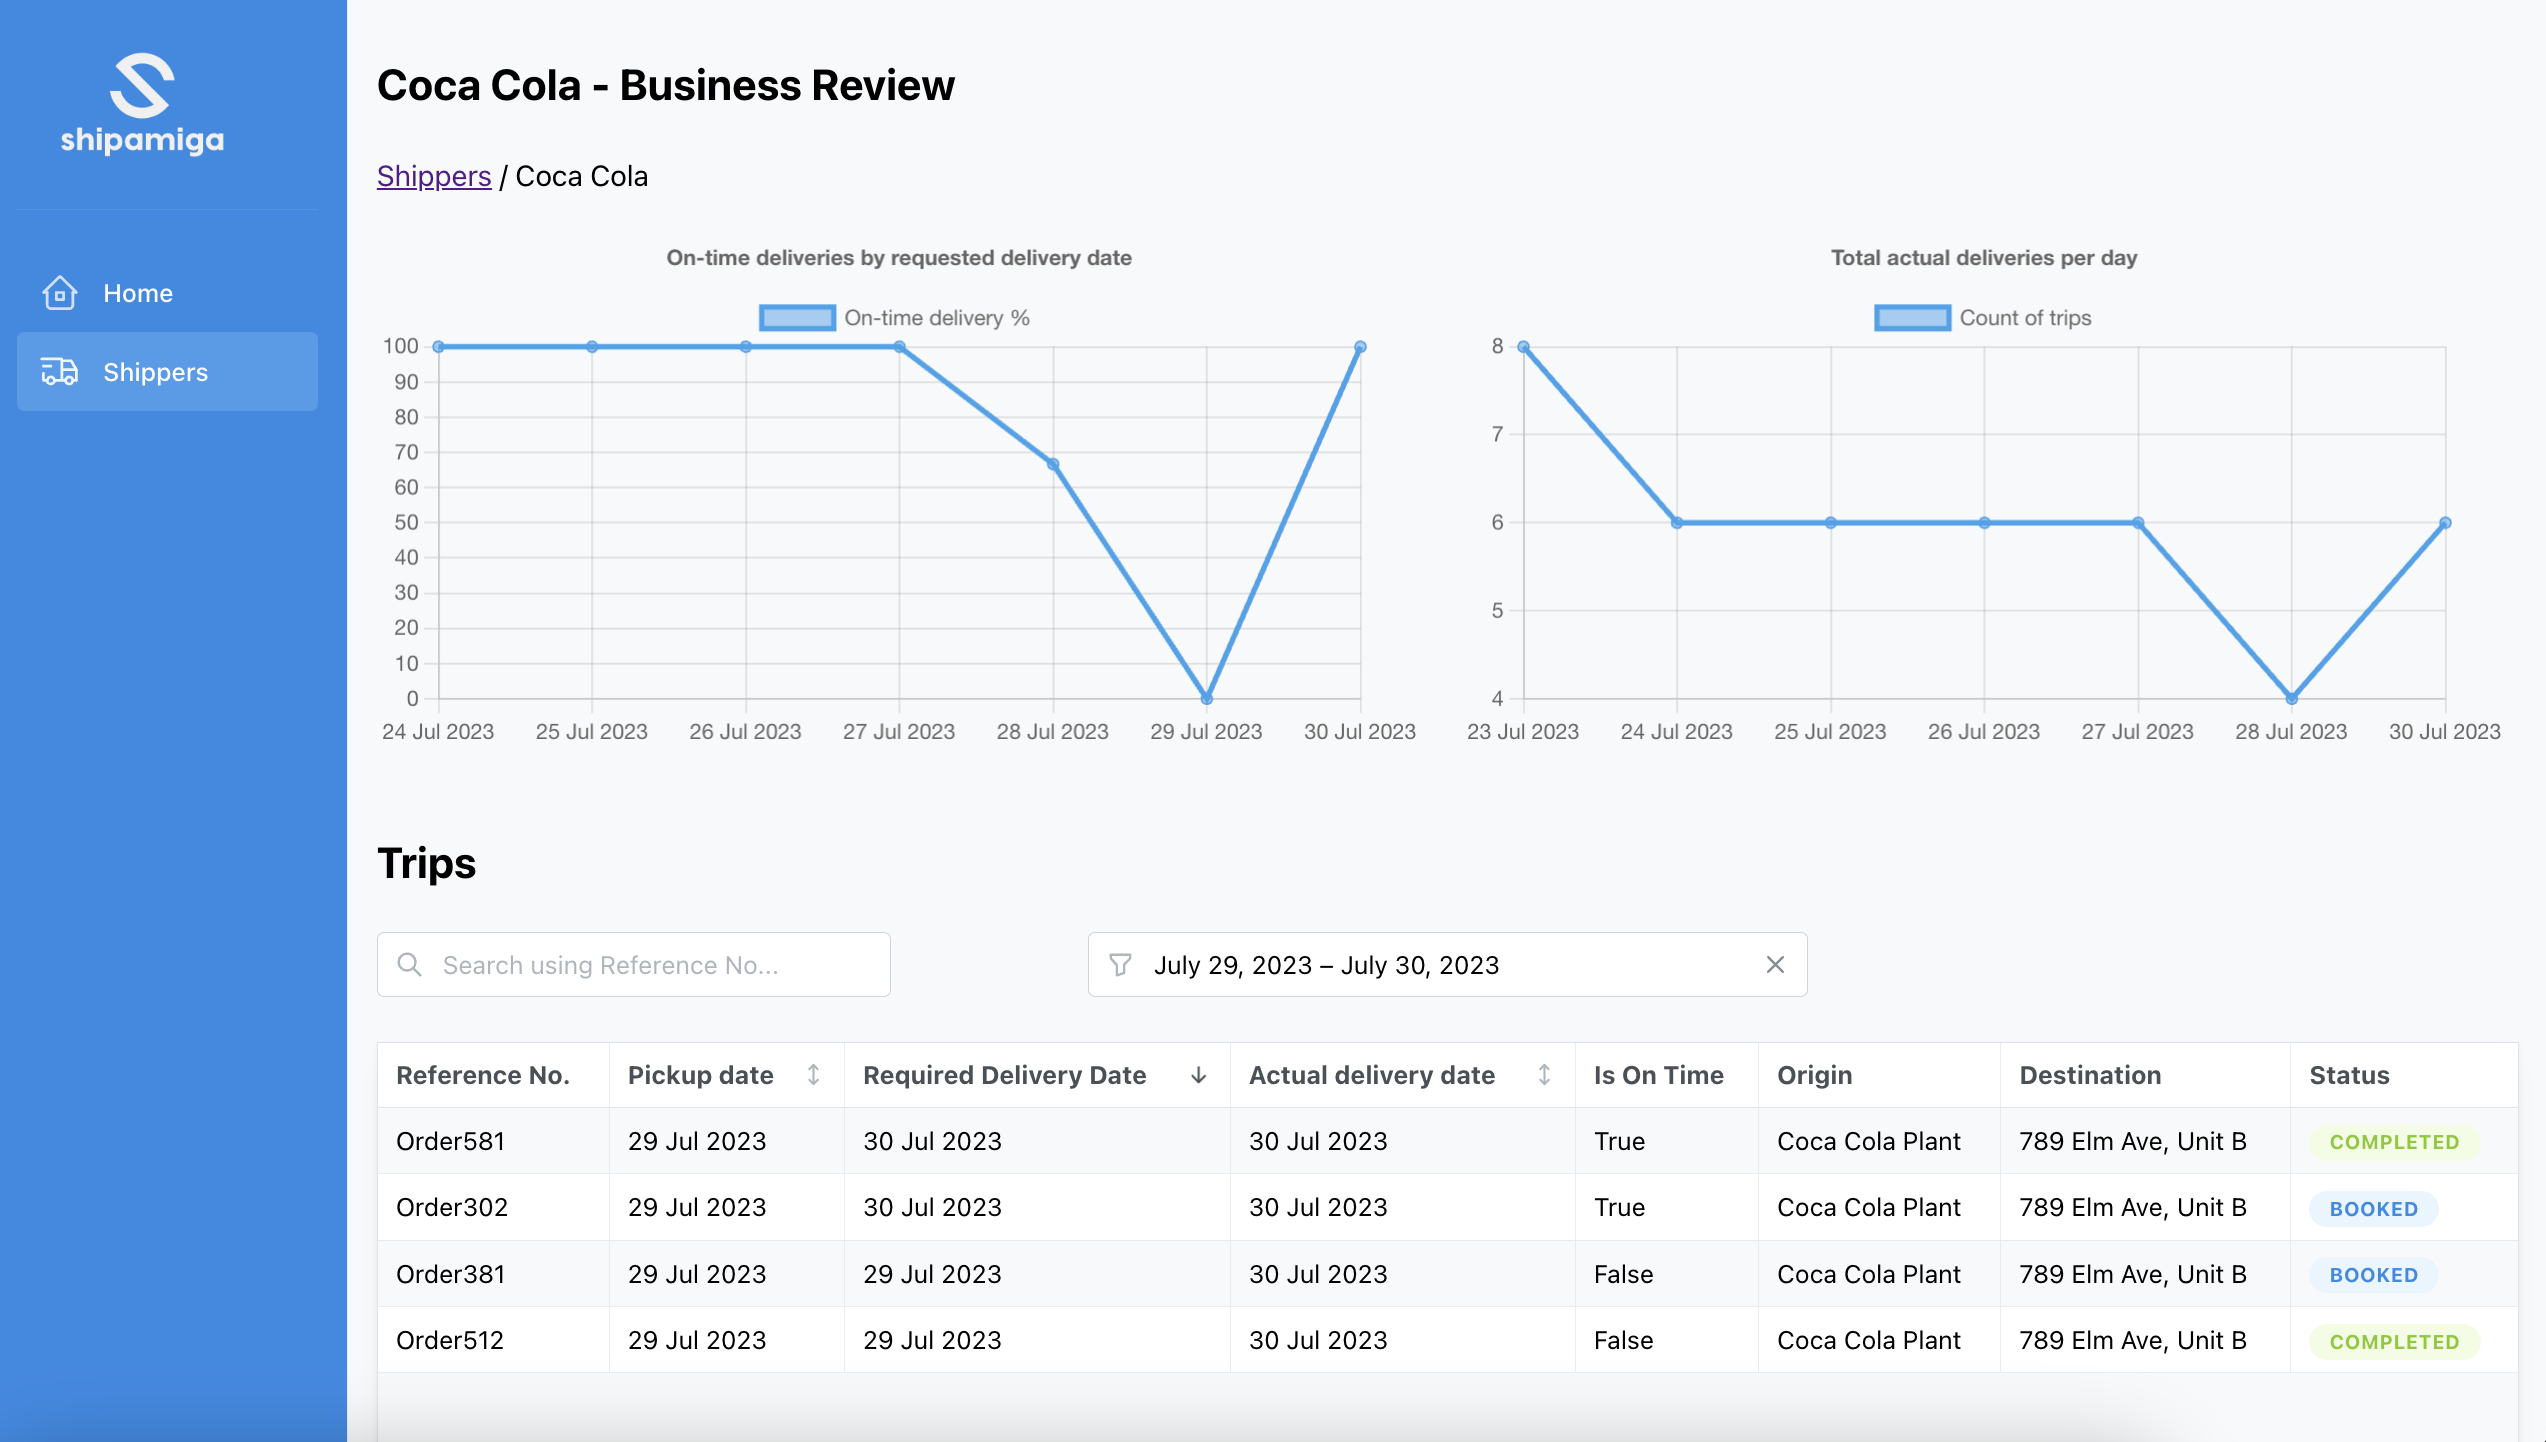 shipamiga
Home
Shippers
Coca Cola - Business Review
Shippers / Coca Cola
On-time deliveries by requested delivery date
On-time delivery %
100
90
80
70
60
50
40
30
20
10
0
24 Jul 2023 25 Jul 2023 26 Jul 2023 27 Jul 2023 28 Jul 2023 29 Jul 2023 30 Jul 2023
Total actual deliveries per day
Count of trips
8
7
6
5
4
23 Jul 2023 24 Jul 2023 25 Jul 2023 26 Jul 2023 27 Jul 2023 28 Jul 2023 30 Jul 2023
Trips
Search using Reference No...
July 29, 2023 – July 30, 2023
Reference No. Pickup date Required Delivery Date Actual delivery date Is On Time Origin Destination Status
Order581 29 Jul 2023 30 Jul 2023 30 Jul 2023 True Coca Cola Plant 789 Elm Ave, Unit B COMPLETED
Order302 29 Jul 2023 30 Jul 2023 30 Jul 2023 True Coca Cola Plant 789 Elm Ave, Unit B BOOKED
Order381 29 Jul 2023 29 Jul 2023 30 Jul 2023 False Coca Cola Plant 789 Elm Ave, Unit B BOOKED
Order512 29 Jul 2023 29 Jul 2023 30 Jul 2023 False Coca Cola Plant 789 Elm Ave, Unit B COMPLETED